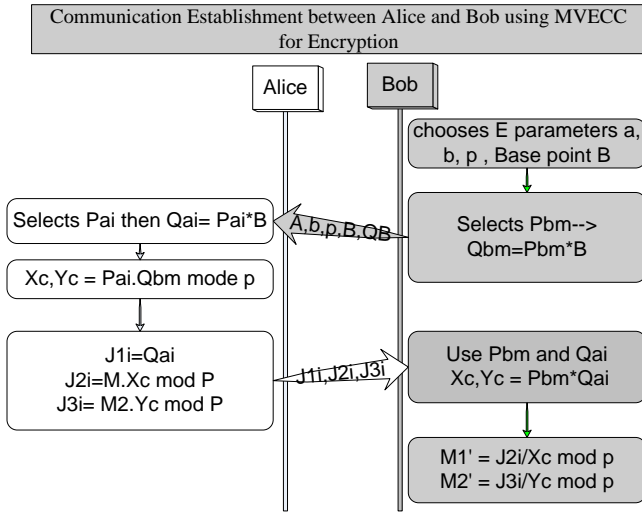 Communication Establishment between Alice and Bob using MVECC
for Encryption
Alice
Bob
chooses E parameters a,
b, p , Base point B
Selects Pbm-->
Qbm=Pbm*B
A,b,p,B,QB
Selects Pai then Qai= Pai*B
Xc,Yc = Pai.Qbm mode p
J1i=Qai
J2i=M.Xc mod P
J3i= M2.Yc mod P
J1i,J2i,J3i
Use Pbm and Qai
Xc,Yc = Pbm*Qai
M1' = J2i/Xc mod p
M2' = J3i/Yc mod p